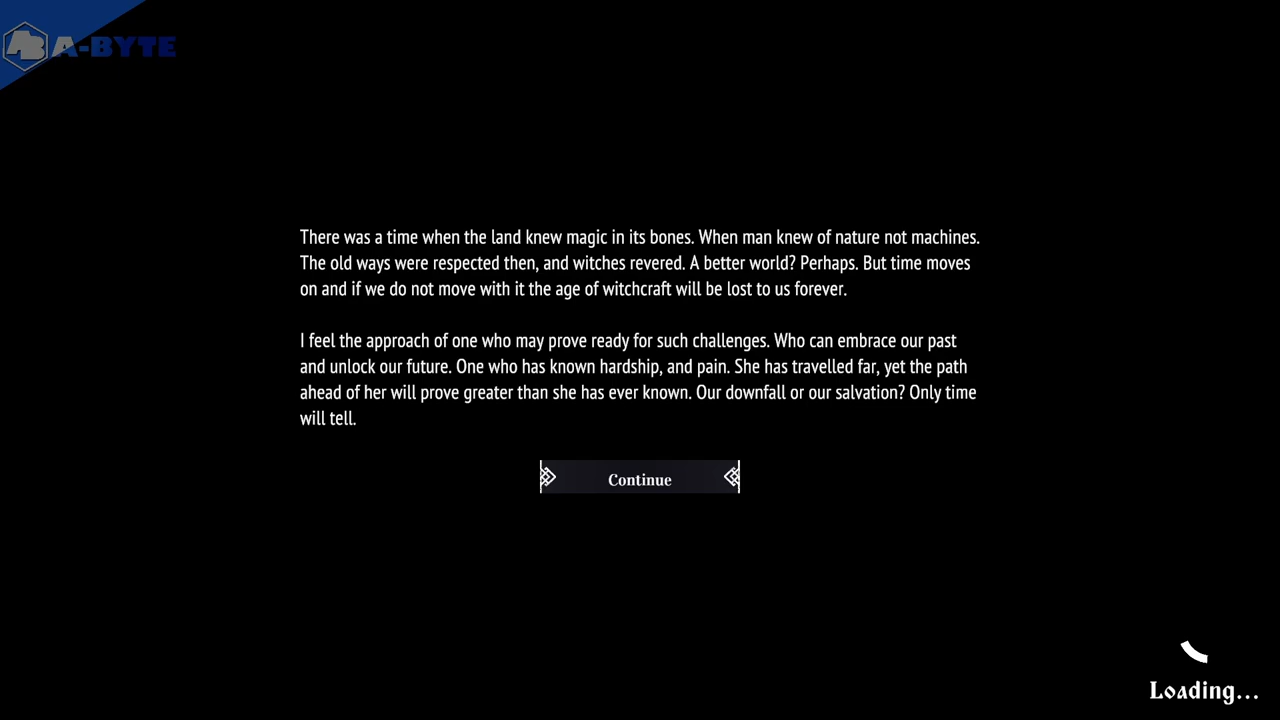 A-BYTE
There was a time when the land knew magic in its bones. When man knew of nature not machines.
The old ways were respected then, and witches revered. A better world? Perhaps. But time moves
on and if we do not move with it the age of witchcraft will be lost to us forever.
I feel the approach of one who may prove ready for such challenges. Who can embrace our past
and unlock our future. One who has known hardship, and pain. She has travelled far, yet the path
ahead of her will prove greater than she has ever known. Our downfall or our salvation? Only time
will tell.
Continue
Loading...